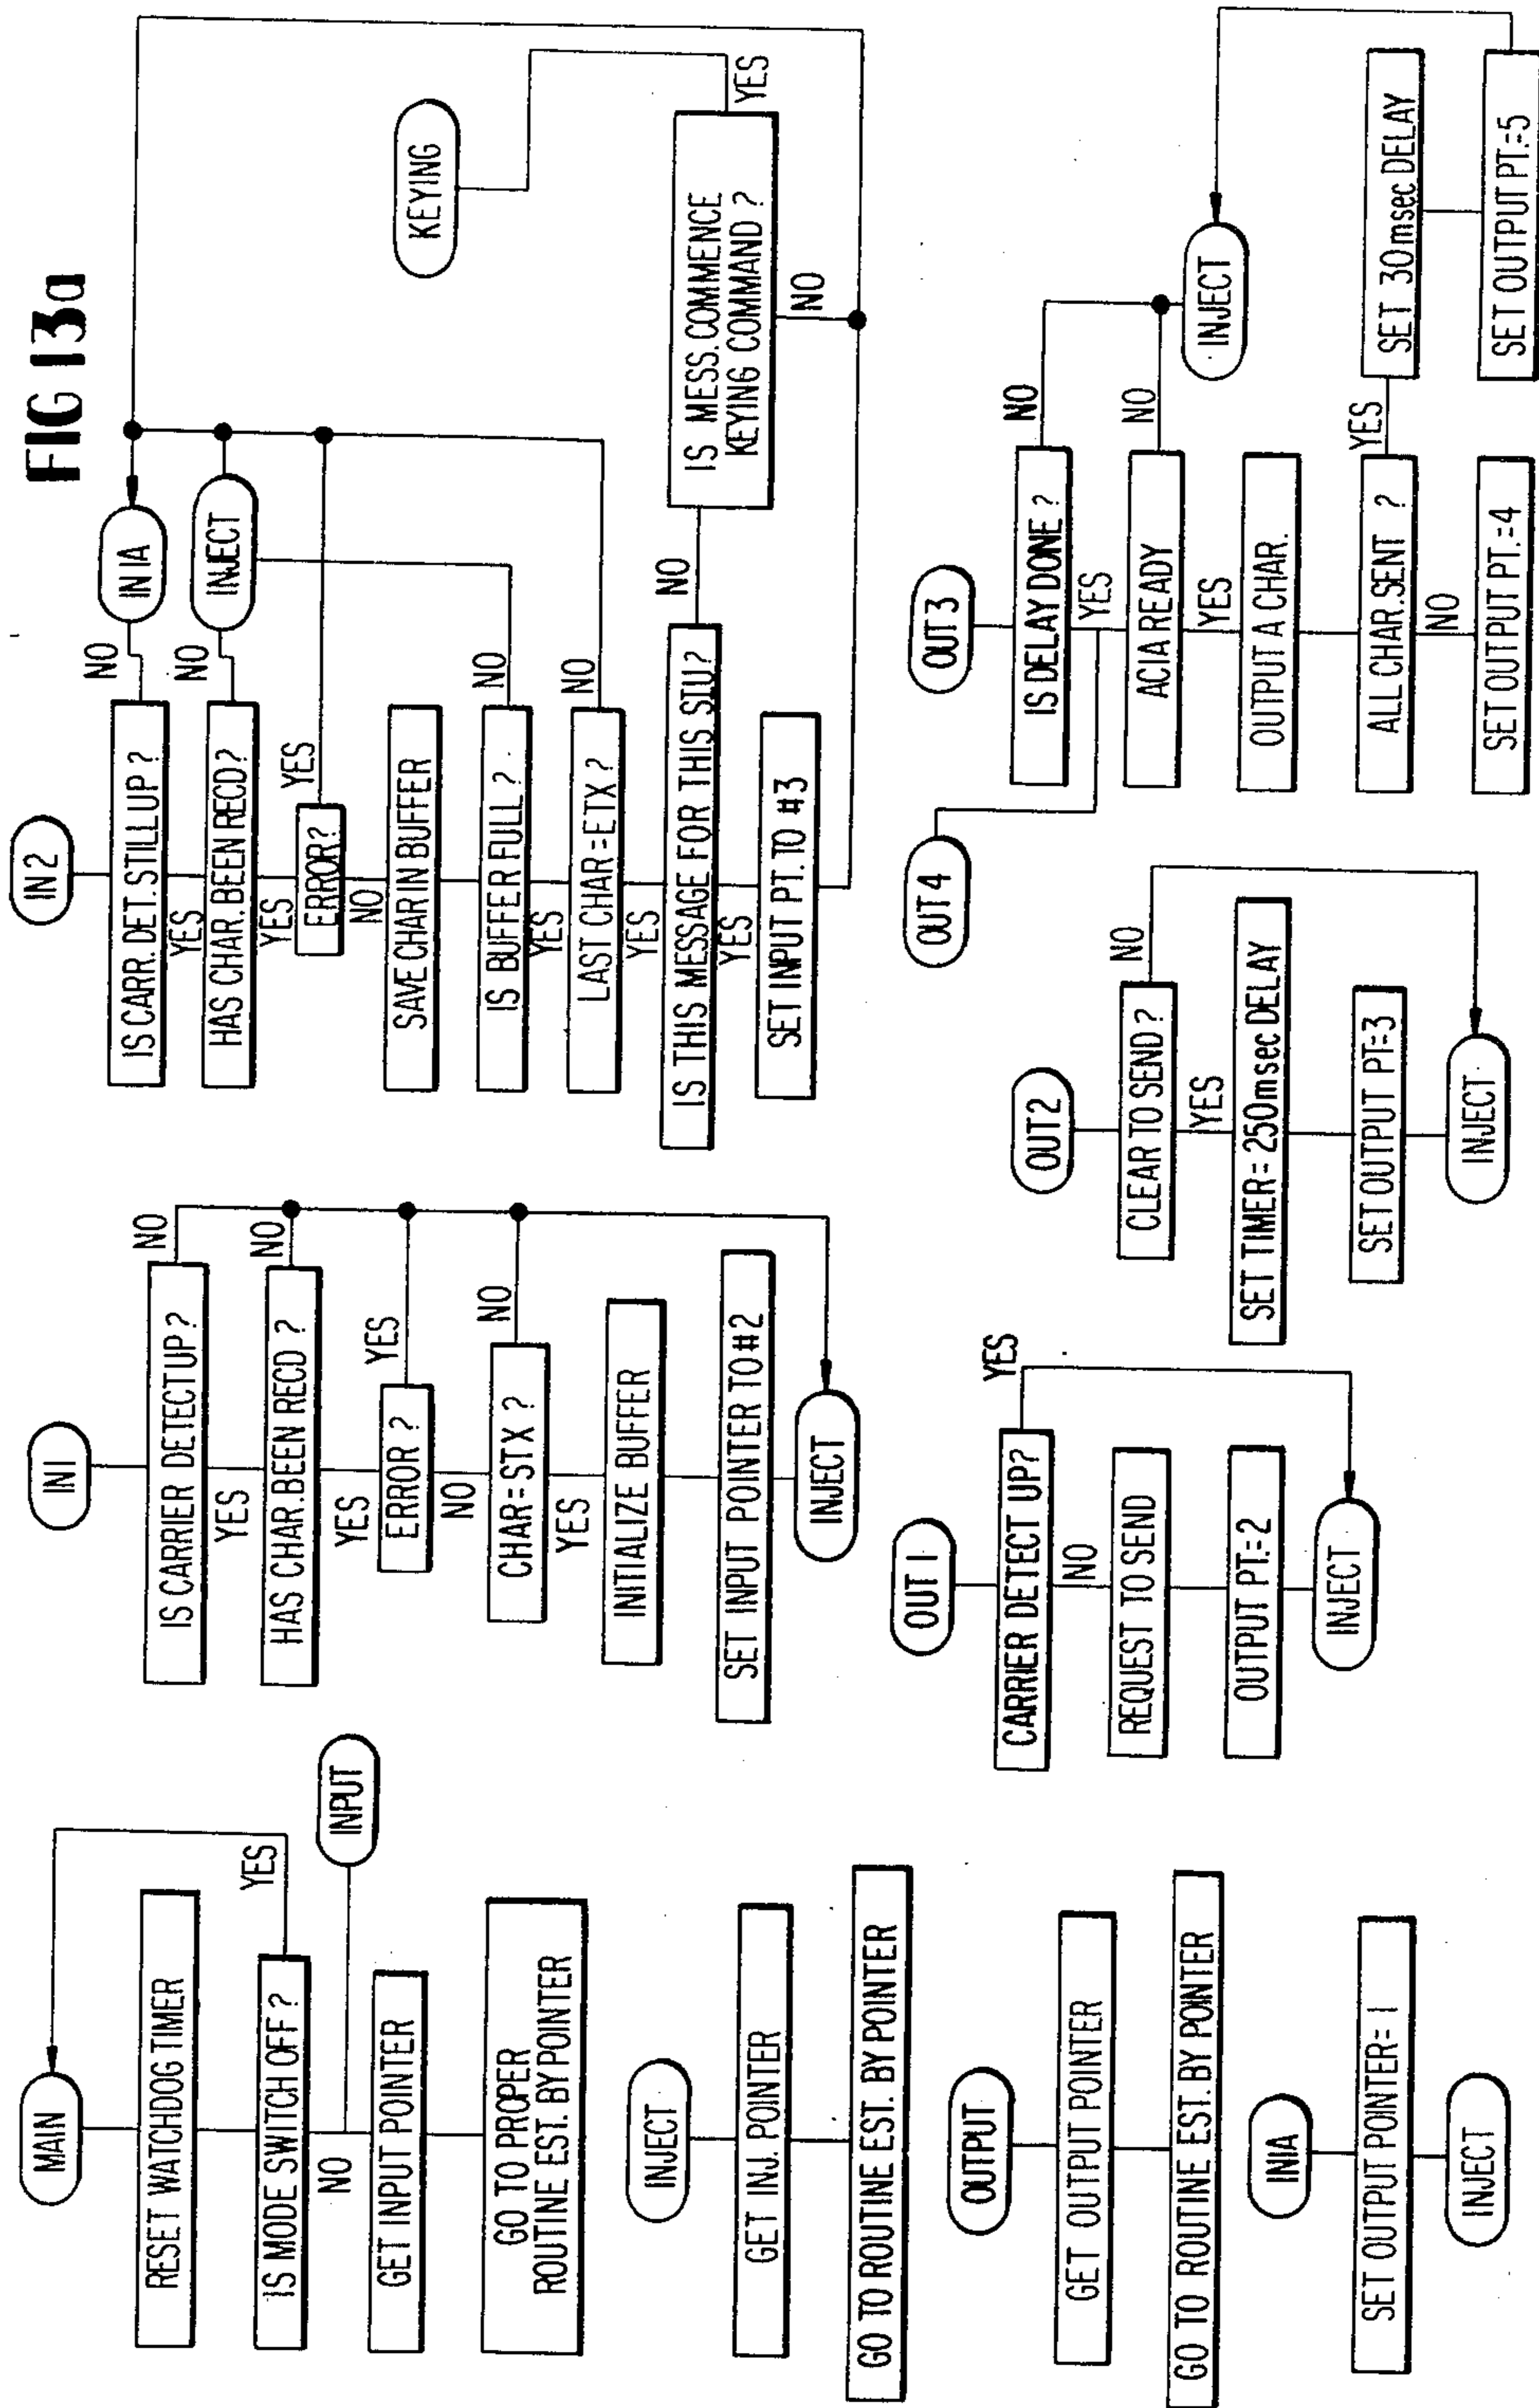 FIG 13a
MAIN
RESET WATCHDOG TIMER
IS MODE SWITCH OFF ?
YES
NO
INPUT
GET INPUT POINTER
GO TO PROPER
ROUTINE EST. BY POINTER
INJECT
GET INJ. POINTER
GO TO ROUTINE EST. BY POINTER
OUTPUT
GET OUTPUT POINTER
GO TO ROUTINE EST. BY POINTER
INIA
SET OUTPUT POINTER= 1
INJECT
IN1
IS CARRIER DETECT UP ?
NO
YES
HAS CHAR. BEEN RECD ?
NO
YES
ERROR ?
YES
NO
CHAR=STX ?
NO
YES
INITIALIZE BUFFER
SET INPUT POINTER TO #2
INJECT
OUT 1
CARRIER DETECT UP?
YES
NO
REQUEST TO SEND
OUTPUT PT.=2
INJECT
IN 2
IS CARR. DET. STILL UP ?
NO
IN IA
YES
HAS CHAR. BEEN RECD?
NO
INJECT
YES
ERROR?
YES
NO
SAVE CHAR IN BUFFER
IS BUFFER FULL ?
NO
YES
LAST CHAR=ETX ?
NO
YES
IS THIS MESSAGE FOR THIS STU?
NO
YES
SET INPUT PT. TO #3
KEYING
IS MESS. COMMENCE
KEYING COMMAND ?
YES
NO
OUT2
CLEAR TO SEND ?
NO
YES
SET TIMER= 250msec DELAY
SET OUTPUT PT=3
INJECT
OUT 3
OUT4
IS DELAY DONE ?
NO
YES
ACIA READY
NO
YES
INJECT
OUTPUT A CHAR.
ALL CHAR. SENT ?
YES
NO
SET OUTPUT PT.=4
SET 30msec DELAY
SET OUTPUT PT.=5